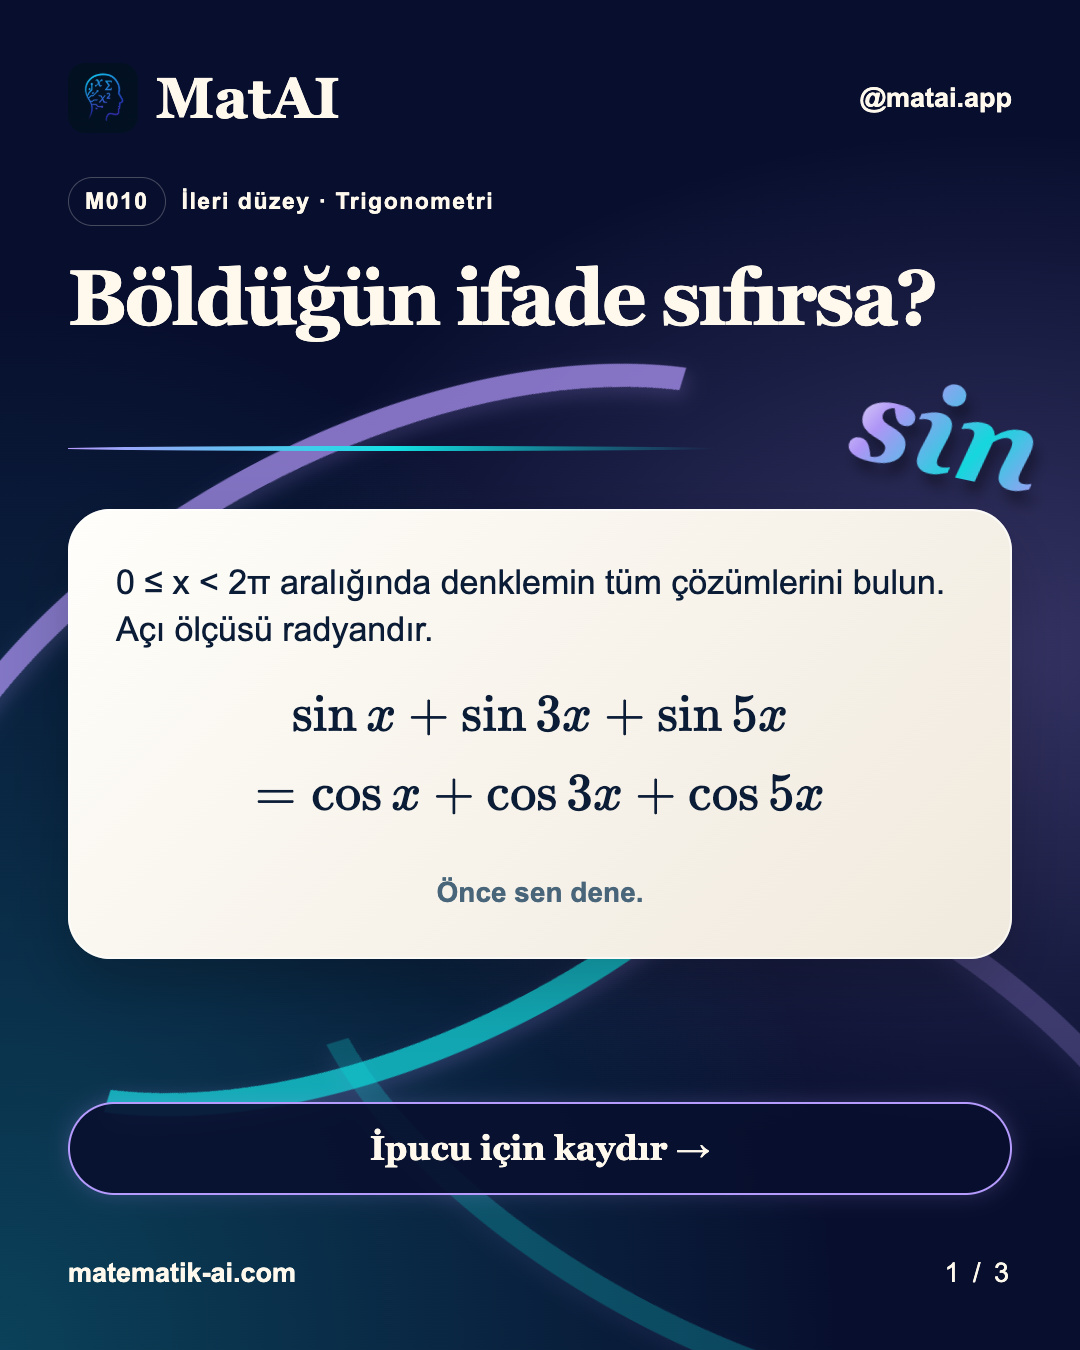 MatAI
@matai.app
M010
İleri düzey · Trigonometri
Böldüğün ifade sıfırsa?
sin
0 ≤ x < 2π aralığında denklemin tüm çözümlerini bulun.
Açı ölçüsü radyandır.
sin x + sin 3x + sin 5x
= cos x + cos 3x + cos 5x
Önce sen dene.
İpucu için kaydır →
matematik-ai.com
1 / 3